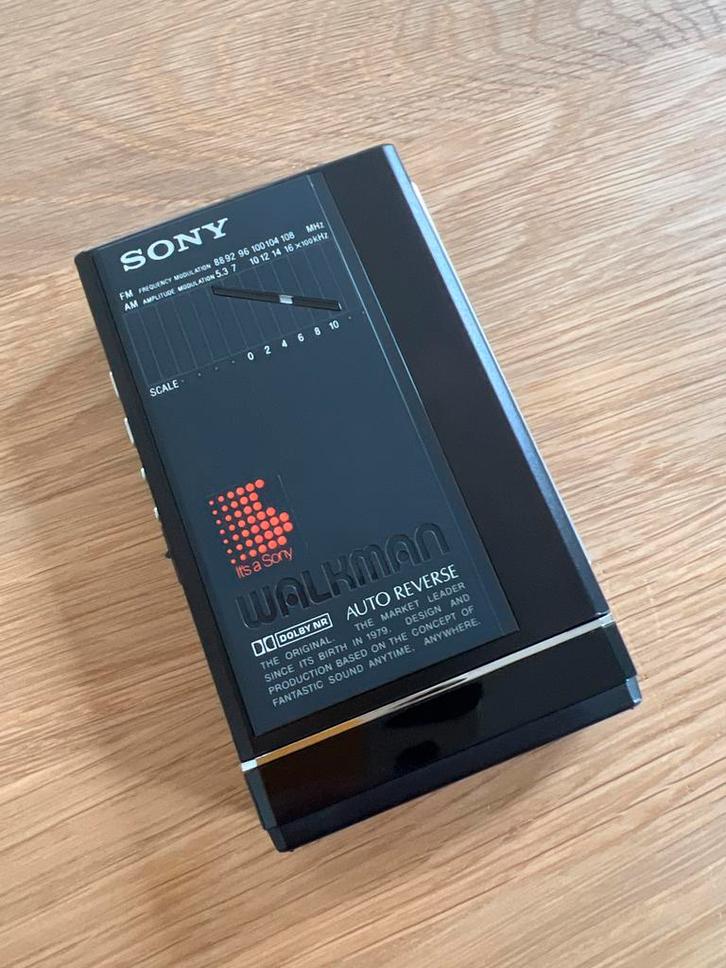 SONY
FM FREQUENCY MODULATION 88 92 96 100 104 108 MHz
AM AMPLITUDE MODULATION 5.3 7 10 12 14 16 ×100kHz
0 2 4 6 8 10
SCALE
It's a Sony
WALKMAN
DOLBY NR AUTO REVERSE
THE ORIGINAL. THE MARKET LEADER
SINCE ITS BIRTH IN 1979. DESIGN AND
PRODUCTION BASED ON THE CONCEPT OF
FANTASTIC SOUND ANYTIME. ANYWHERE.